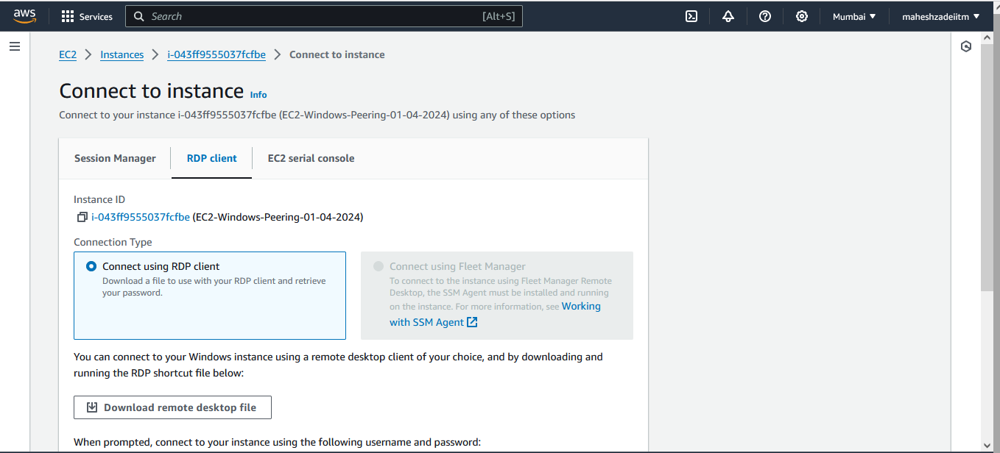 aws
Services
Search
[Alt+S]
Mumbai
maheshzadeiitm
EC2
Instances
i-043ff9555037fcfbe
Connect to instance
Connect to instance Info
Connect to your instance i-043ff9555037fcfbe (EC2-Windows-Peering-01-04-2024) using any of these options
Session Manager
RDP client
EC2 serial console
Instance ID
i-043ff9555037fcfbe (EC2-Windows-Peering-01-04-2024)
Connection Type
Connect using RDP client
Download a file to use with your RDP client and retrieve
your password.
Connect using Fleet Manager
To connect to the instance using Fleet Manager Remote
Desktop, the SSM Agent must be installed and running
on the instance. For more information, see Working
with SSM Agent
You can connect to your Windows instance using a remote desktop client of your choice, and by downloading and
running the RDP shortcut file below:
Download remote desktop file
When prompted, connect to your instance using the following username and password: